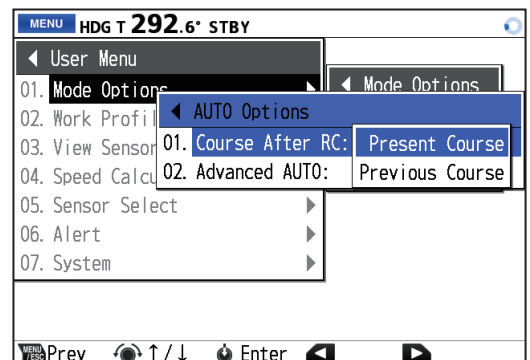 MENU HDG T 292.6° STBY
◀ User Menu
01. Mode Options ▶ ◀ Mode Options
02. Work Profil ◀ AUTO Options
03. View Sensor 01. Course After RC: Present Course
04. Speed Calcu 02. Advanced AUTO: Previous Course
05. Sensor Select ▶
06. Alert ▶
07. System ▶
MENU/ESC Prev ↑/↓ Enter ◀ ▶